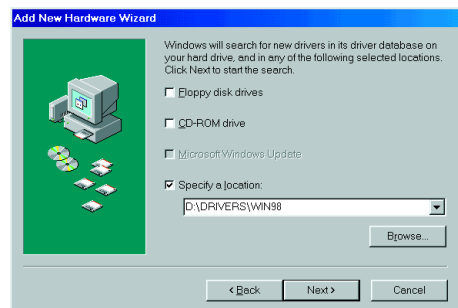 Add New Hardware Wizard
Windows will search for new drivers in its driver database on
your hard drive, and in any of the following selected locations.
Click Next to start the search.
Floppy disk drives
CD-ROM drive
Microsoft Windows Update
Specify a location:
D:\DRIVERS\WIN98
Browse...
< Back
Next >
Cancel